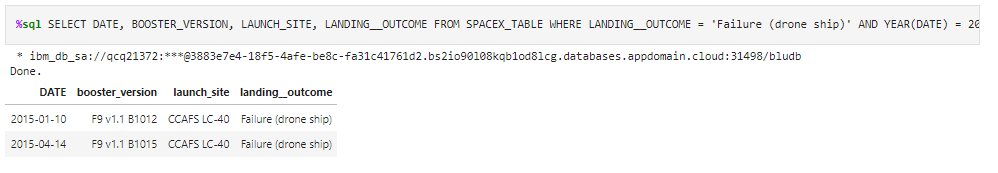 %sql SELECT DATE, BOOSTER_VERSION, LAUNCH_SITE, LANDING__OUTCOME FROM SPACEX_TABLE WHERE LANDING__OUTCOME = 'Failure (drone ship)' AND YEAR(DATE) = 20
* ibm_db_sa://qcq21372:***@3883e7e4-18f5-4afe-be8c-fa31c41761d2.bs2io90l08kqb1od8lcg.databases.appdomain.cloud:31498/bludb
Done.
DATE booster_version launch_site landing__outcome
2015-01-10 F9 v1.1 B1012 CCAFS LC-40 Failure (drone ship)
2015-04-14 F9 v1.1 B1015 CCAFS LC-40 Failure (drone ship)